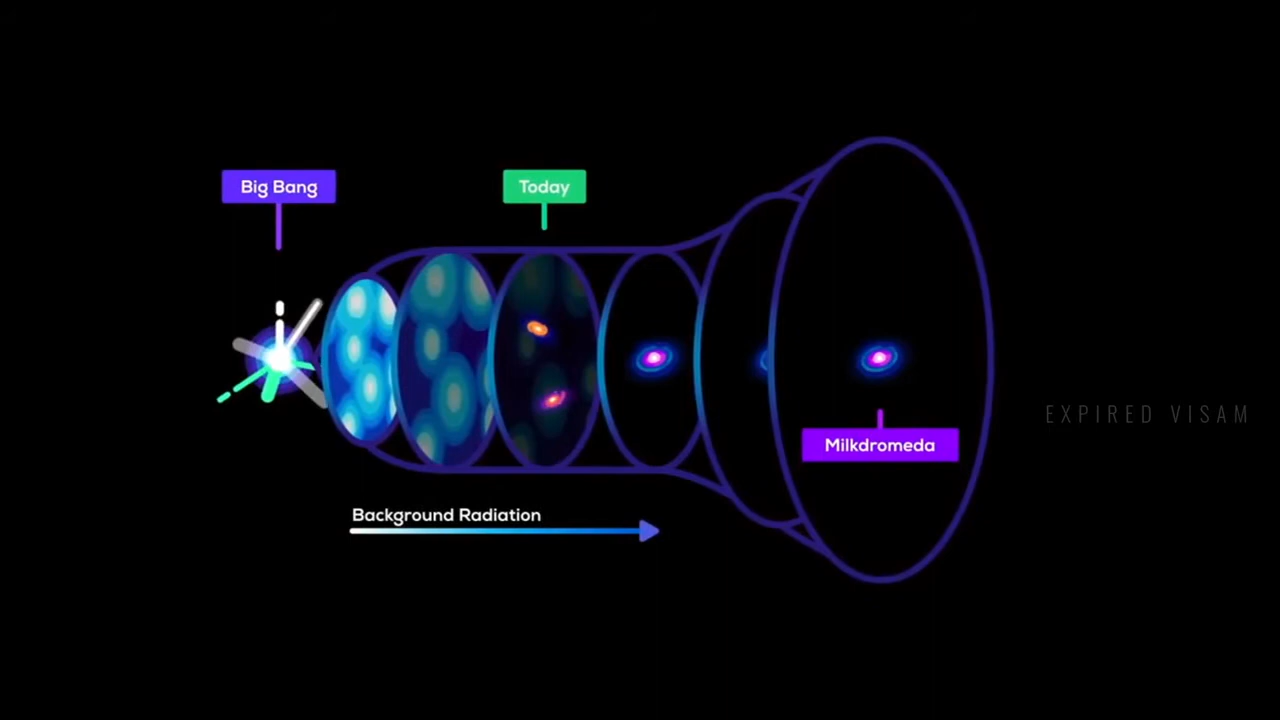 Big Bang
Today
Milkdromeda
EXPIRED VISAM
Background Radiation